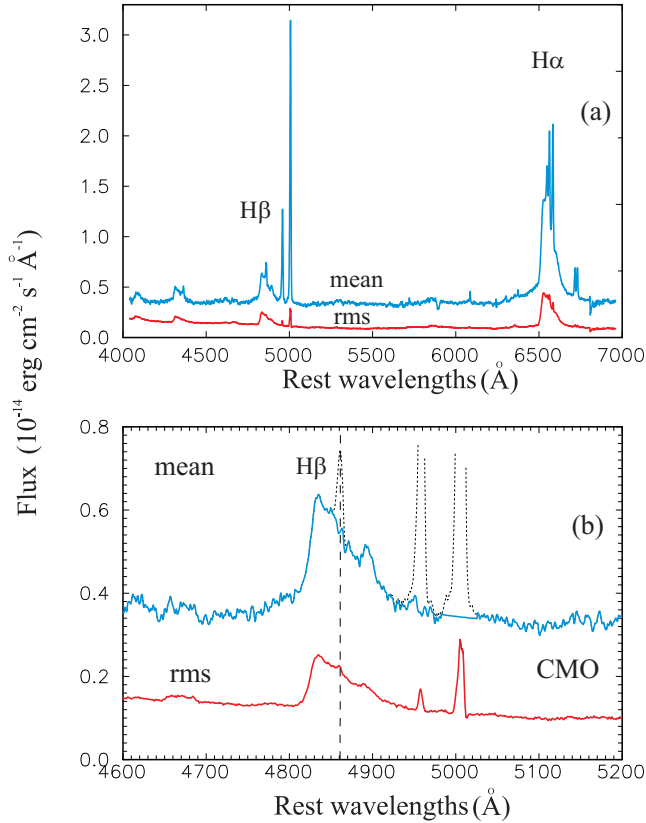 3.0
2.5
2.0
1.5
1.0
0.5
0.0
Hα
(a)
Hβ
mean
rms
4000 4500 5000 5500 6000 6500 7000
Rest wavelengths (Å)
Flux (10⁻¹⁴ erg cm⁻² s⁻¹ Å⁻¹)
0.8
0.6
0.4
0.2
0.0
mean
Hβ
(b)
rms
CMO
4600 4700 4800 4900 5000 5100 5200
Rest wavelengths (Å)